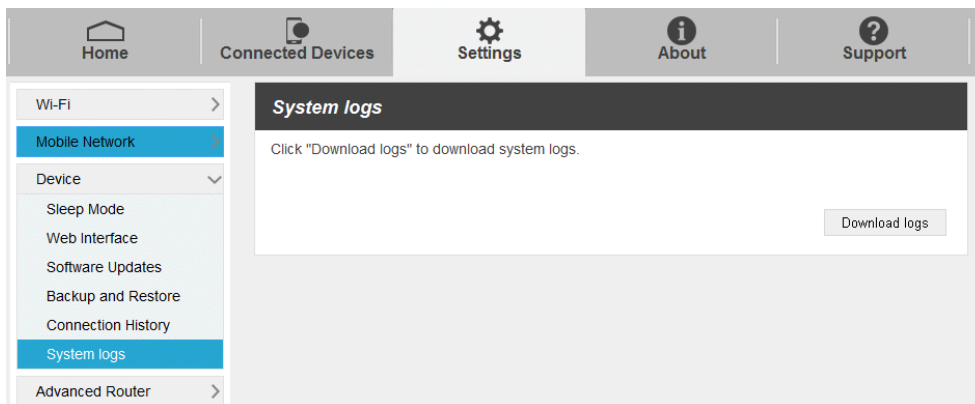 Home
Connected Devices
Settings
About
Support
Wi-Fi
System logs
Mobile Network
Click "Download logs" to download system logs.
Device
Sleep Mode
Download logs
Web Interface
Software Updates
Backup and Restore
Connection History
System logs
Advanced Router